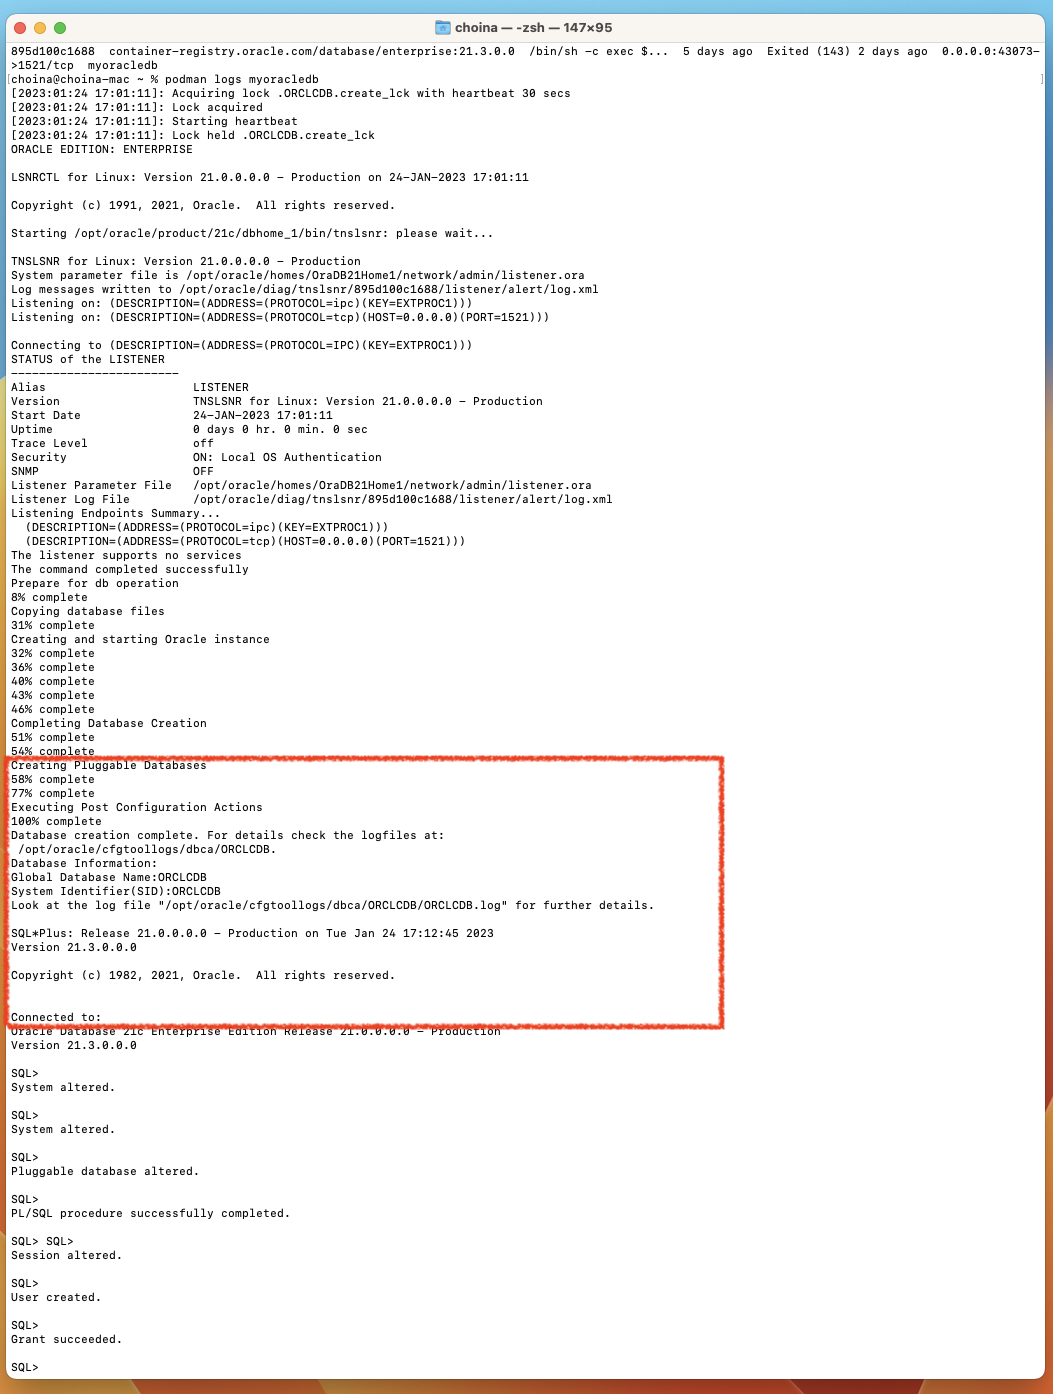 choina — -zsh — 147×95
895d100c1688  container-registry.oracle.com/database/enterprise:21.3.0.0  /bin/sh -c exec $...  5 days ago  Exited (143) 2 days ago  0.0.0.0:43073-
>1521/tcp  myoracledb
[choina@choina-mac ~ % podman logs myoracledb ]
[2023:01:24 17:01:11]: Acquiring lock .ORCLCDB.create_lck with heartbeat 30 secs
[2023:01:24 17:01:11]: Lock acquired
[2023:01:24 17:01:11]: Starting heartbeat
[2023:01:24 17:01:11]: Lock held .ORCLCDB.create_lck
ORACLE EDITION: ENTERPRISE

LSNRCTL for Linux: Version 21.0.0.0.0 - Production on 24-JAN-2023 17:01:11

Copyright (c) 1991, 2021, Oracle.  All rights reserved.

Starting /opt/oracle/product/21c/dbhome_1/bin/tnslsnr: please wait...

TNSLSNR for Linux: Version 21.0.0.0.0 - Production
System parameter file is /opt/oracle/homes/OraDB21Home1/network/admin/listener.ora
Log messages written to /opt/oracle/diag/tnslsnr/895d100c1688/listener/alert/log.xml
Listening on: (DESCRIPTION=(ADDRESS=(PROTOCOL=ipc)(KEY=EXTPROC1)))
Listening on: (DESCRIPTION=(ADDRESS=(PROTOCOL=tcp)(HOST=0.0.0.0)(PORT=1521)))

Connecting to (DESCRIPTION=(ADDRESS=(PROTOCOL=IPC)(KEY=EXTPROC1)))
STATUS of the LISTENER
------------------------
Alias                     LISTENER
Version                   TNSLSNR for Linux: Version 21.0.0.0.0 - Production
Start Date                24-JAN-2023 17:01:11
Uptime                    0 days 0 hr. 0 min. 0 sec
Trace Level               off
Security                  ON: Local OS Authentication
SNMP                      OFF
Listener Parameter File   /opt/oracle/homes/OraDB21Home1/network/admin/listener.ora
Listener Log File         /opt/oracle/diag/tnslsnr/895d100c1688/listener/alert/log.xml
Listening Endpoints Summary...
  (DESCRIPTION=(ADDRESS=(PROTOCOL=ipc)(KEY=EXTPROC1)))
  (DESCRIPTION=(ADDRESS=(PROTOCOL=tcp)(HOST=0.0.0.0)(PORT=1521)))
The listener supports no services
The command completed successfully
Prepare for db operation
8% complete
Copying database files
31% complete
Creating and starting Oracle instance
32% complete
36% complete
40% complete
43% complete
46% complete
Completing Database Creation
51% complete
54% complete
Creating Pluggable Databases
58% complete
77% complete
Executing Post Configuration Actions
100% complete
Database creation complete. For details check the logfiles at:
 /opt/oracle/cfgtoollogs/dbca/ORCLCDB.
Database Information:
Global Database Name:ORCLCDB
System Identifier(SID):ORCLCDB
Look at the log file "/opt/oracle/cfgtoollogs/dbca/ORCLCDB/ORCLCDB.log" for further details.

SQL*Plus: Release 21.0.0.0.0 - Production on Tue Jan 24 17:12:45 2023
Version 21.3.0.0.0

Copyright (c) 1982, 2021, Oracle.  All rights reserved.


Connected to:
Oracle Database 21c Enterprise Edition Release 21.0.0.0.0 - Production
Version 21.3.0.0.0

SQL>
System altered.

SQL>
System altered.

SQL>
Pluggable database altered.

SQL>
PL/SQL procedure successfully completed.

SQL> SQL>
Session altered.

SQL>
User created.

SQL>
Grant succeeded.

SQL>